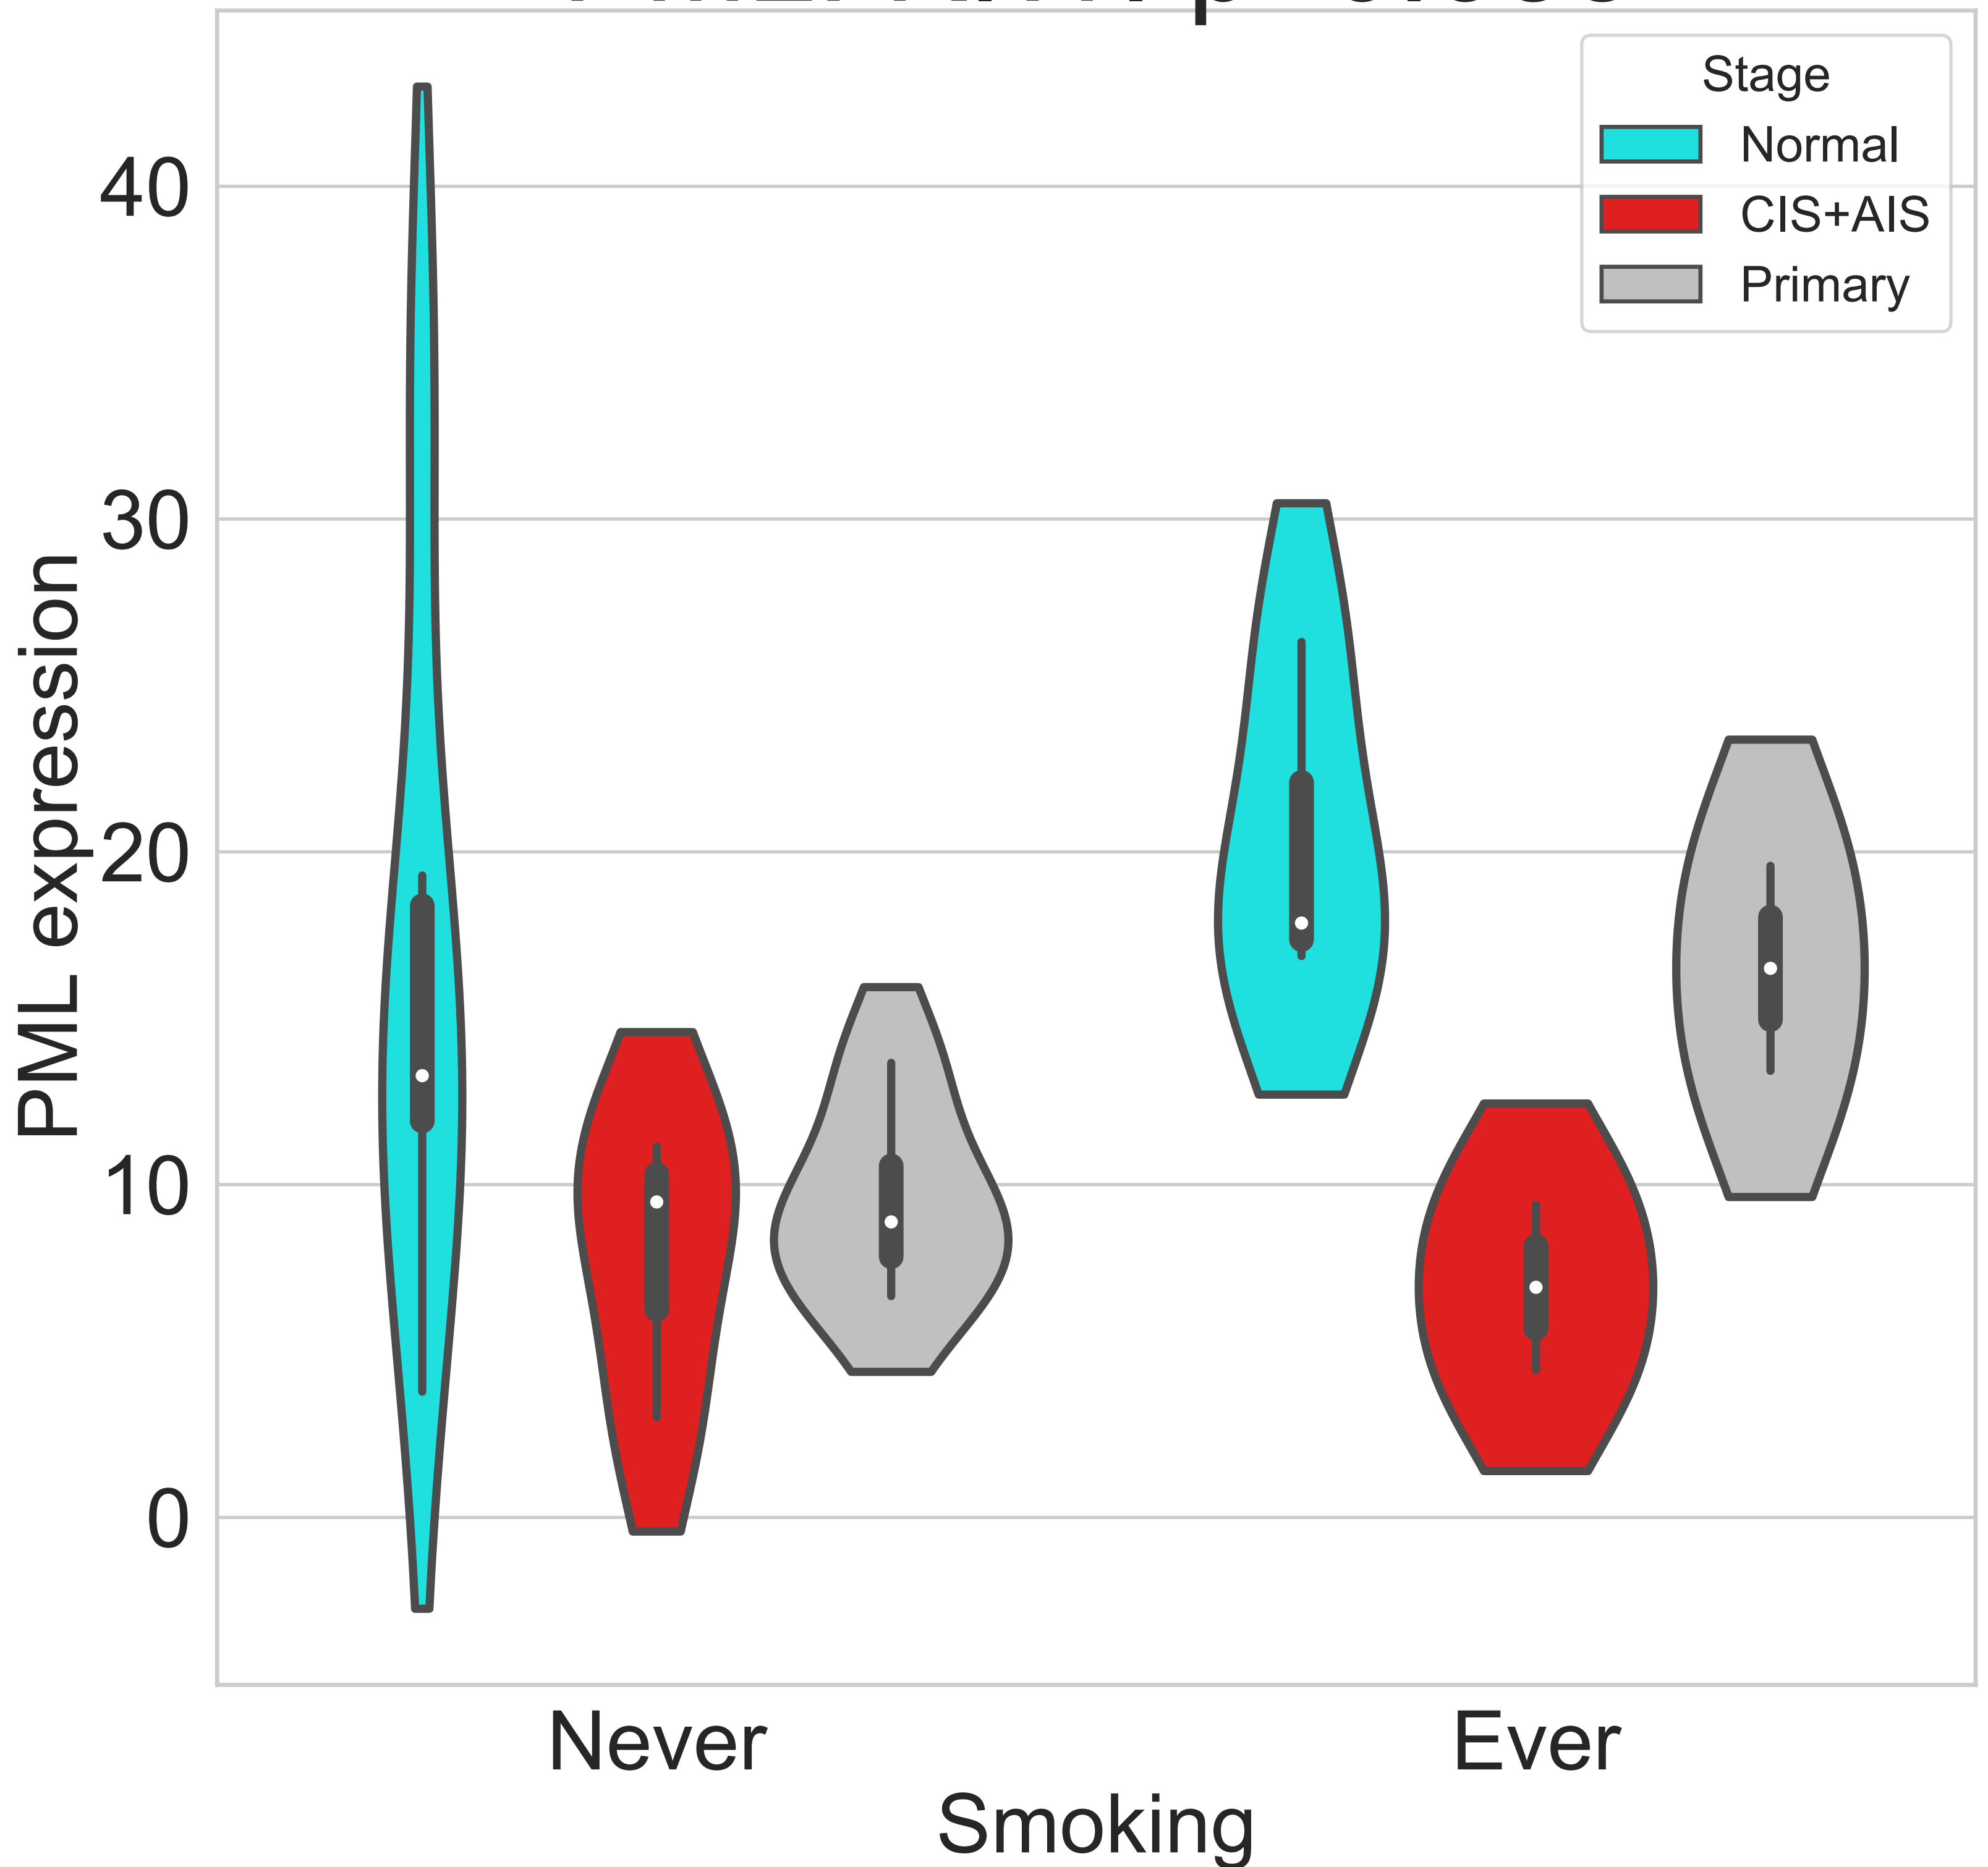 Stage
Normal
CIS+AIS
Primary
40
30
20
10
0
PML expression
Never
Ever
Smoking